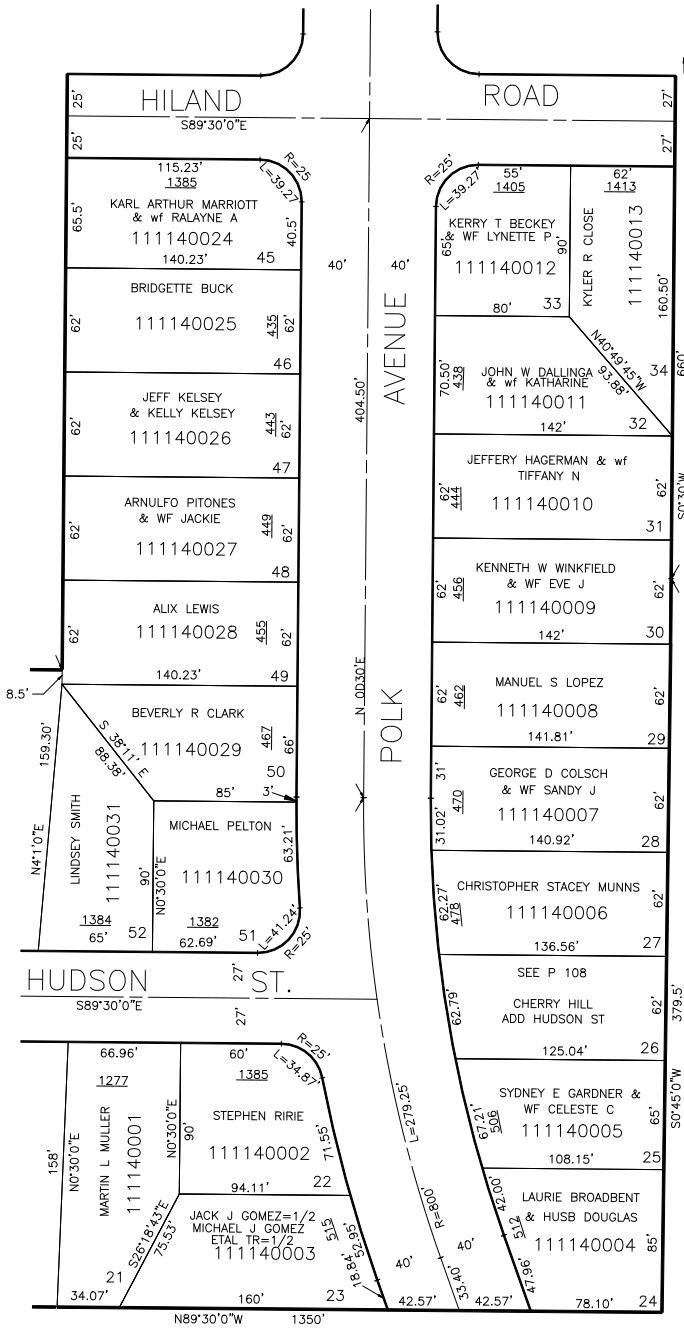 HILAND ROAD
25'
25'
27'
27'
S89°30'0"E
115.23'
1385
R=25
L=39.27
65.5'
KARL ARTHUR MARRIOTT
& wf RALAYNE A
111140024
40.5'
140.23'
45
BRIDGETTE BUCK
111140025
62'
435
62'
46
JEFF KELSEY
& KELLY KELSEY
111140026
62'
443
62'
47
ARNULFO PITONES
& WF JACKIE
111140027
62'
449
62'
48
ALIX LEWIS
111140028
62'
455
62'
140.23'
49
8.5'
BEVERLY R CLARK
111140029
467
66'
50
S 38°11' E
88.38'
85'
3'
159.30'
N4°1'0"E
LINDSEY SMITH
111140031
90'
N0°30'0"E
1384
65'
52
MICHAEL PELTON
111140030
63.21'
1382
62.69'
51
L=41.24'
R=25'
40'
40'
AVENUE
404.50'
N 0D30'E
POLK
R=25'
L=39.27'
55'
1405
62'
1413
KERRY T BECKEY
& WF LYNETTE P
111140012
65'
90'
80'
33
KYLER R CLOSE
111140013
160.50'
N40°49'45"W
93.88'
34
660'
70.50'
438
JOHN W DALLINGA
& wf KATHARINE
111140011
142'
32
JEFFERY HAGERMAN & wf
TIFFANY N
111140010
62'
444
62'
31
S0°30'W
KENNETH W WINKFIELD
& WF EVE J
111140009
62'
456
62'
142'
30
MANUEL S LOPEZ
111140008
62'
462
62'
141.81'
29
GEORGE D COLSCH
& WF SANDY J
111140007
31'
31.02'
470
62'
140.92'
28
CHRISTOPHER STACEY MUNNS
111140006
62.27'
478
62'
136.56'
27
SEE P 108
CHERRY HILL
ADD HUDSON ST
62.79'
62'
379.5'
125.04'
26
SYDNEY E GARDNER &
WF CELESTE C
111140005
67.21'
506
65'
108.15'
25
S0°45'0"W
LAURIE BROADBENT
& HUSB DOUGLAS
111140004
42.00'
512
47.96'
85'
78.10'
24
HUDSON ST.
27'
27'
S89°30'0"E
66.96'
1277
MARTIN L MULLER
111140001
158'
N0°30'0"E
N0°30'0"E
90'
S26°18'43"E
75.53'
21
34.07'
60'
1385
R=25'
L=34.87'
STEPHEN RIRIE
111140002
71.55'
94.11'
22
JACK J GOMEZ=1/2
MICHAEL J GOMEZ
ETAL TR=1/2
111140003
515
52.95'
18.84'
160'
23
L=279.25'
R=800'
40'
40'
33.40'
42.57'
42.57'
N89°30'0"W
1350'